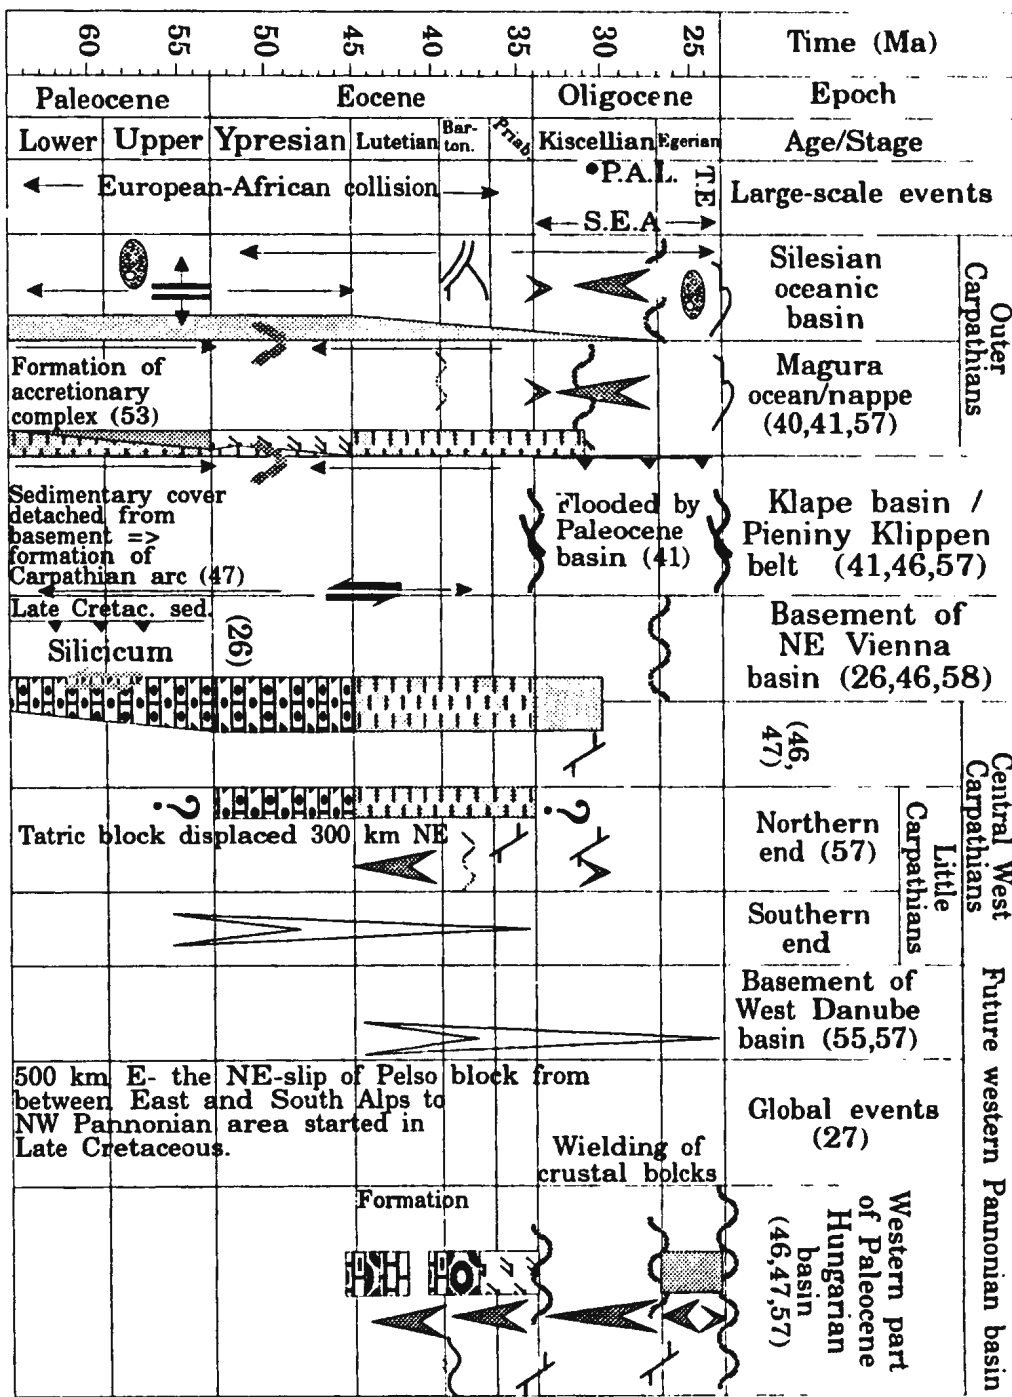 60 55 50 45 40 35 30 25 Time (Ma)
Paleocene Eocene Oligocene Epoch
Lower Upper Ypresian Lutetian Bar-
ton. Priab. Kiscellian Egerian Age/Stage
European-African collision P.A.L. T.E Large-scale events
S.E.A
Silesian
oceanic
basin
Outer
Carpathians
Formation of
accretionary
complex (53)
Magura
ocean/nappe
(40,41,57)
Sedimentary cover
detached from
basement =>
formation of
Carpathian arc (47)
Flooded by
Paleocene
basin (41)
Klape basin /
Pieniny Klippen
belt (41,46,57)
Late Cretac. sed.
Silicicum
(26)
Basement of
NE Vienna
basin (26,46,58)
(46,
47)
Central West
Carpathians
? ?
Tatric block displaced 300 km NE
Northern
end (57)
Little
Carpathians
Southern
end
Basement of
West Danube
basin (55,57)
Future western Pannonian basin
500 km E- the NE-slip of Pelso block from
between East and South Alps to
NW Pannonian area started in
Late Cretaceous.
Global events
(27)
Wielding of
crustal bolcks
Formation
Western part
of Paleocene
Hungarian
basin
(46,47,57)